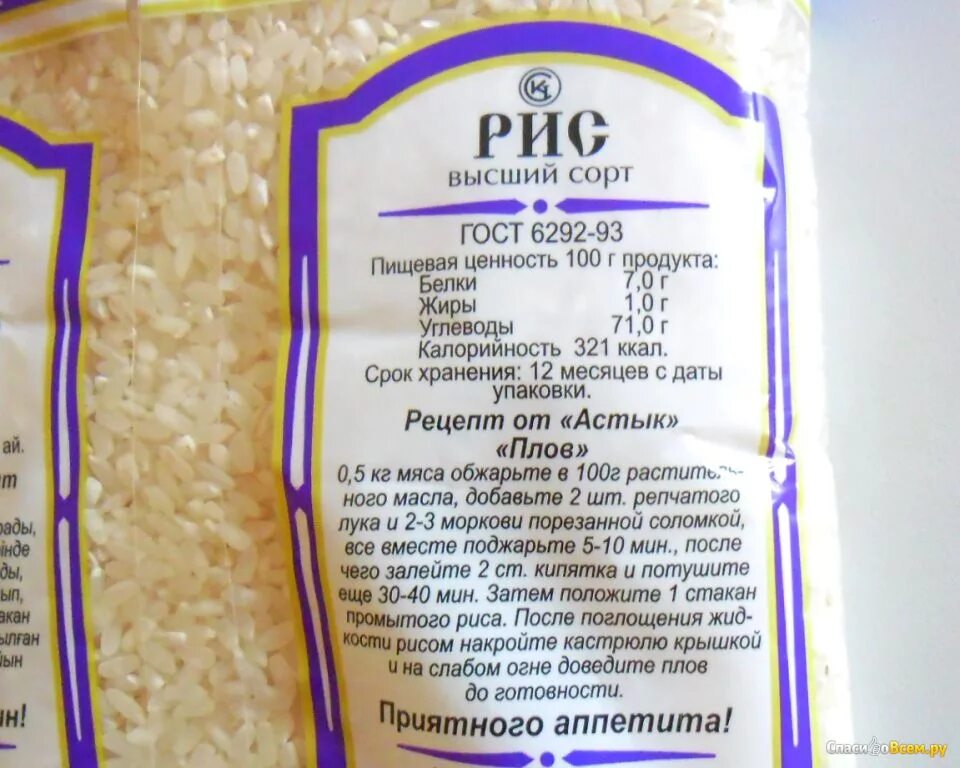 РИС
ВЫСШИЙ СОРТ
ГОСТ 6292-93
Пищевая ценность 100 г продукта:
Белки 7,0 г
Жиры 1,0 г
Углеводы 71,0 г
Калорийность 321 ккал.
Срок хранения: 12 месяцев с даты
упаковки.
Рецепт от «Астык»
«Плов»
0,5 кг мяса обжарьте в 100г раститель-
ного масла, добавьте 2 шт. репчатого
лука и 2-3 моркови порезанной соломкой,
все вместе поджарьте 5-10 мин., после
чего залейте 2 ст. кипятка и потушите
еще 30-40 мин. Затем положите 1 стакан
промытого риса. После поглощения жид-
кости рисом накройте кастрюлю крышкой
и на слабом огне доведите плов
до готовности.
Приятного аппетита!
ай.
СпасибоВсем.ру